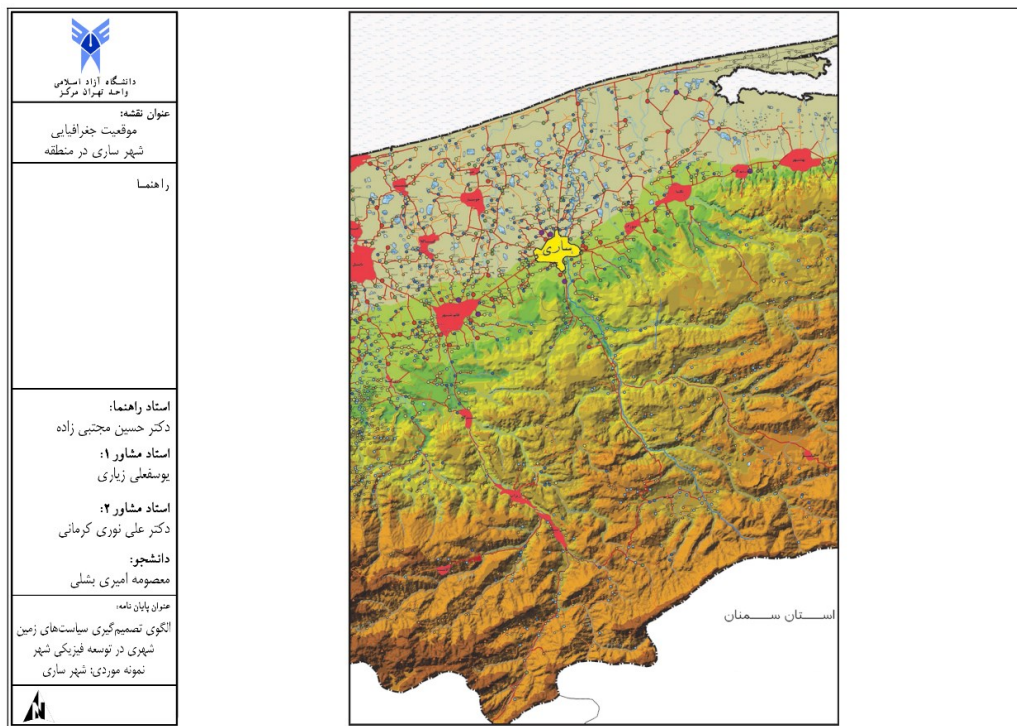 دانشگاه آزاد اسلامی
واحد تهران مرکز
عنوان نقشه:
موقعیت جغرافیایی
شهر ساری در منطقه
راهنما
استاد راهنما:
دکتر حسین مجتبی زاده
استاد مشاور ۱:
یوسفعلی زیاری
استاد مشاور ۲:
دکتر علی نوری کرمانی
دانشجو:
معصومه امیری بشلی
عنوان پایان نامه:
الگوی تصمیم‌گیری سیاست‌های زمین
شهری در توسعه فیزیکی شهر
نمونه موردی: شهر ساری
N
ساری
استان سمنان